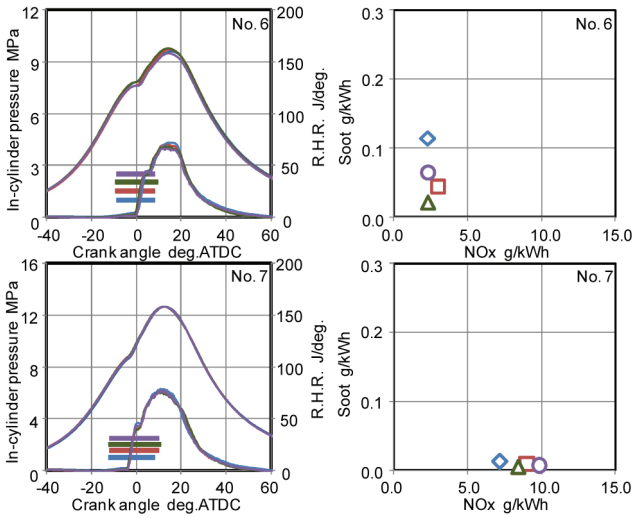 12
9
6
3
0
In-cylinder pressure MPa
No. 6
200
150
100
50
0
R.H.R. J/deg.
-40 -20 0 20 40 60
Crank angle deg.ATDC
0.3
0.2
0.1
0.0
Soot g/kWh
No. 6
0.0 5.0 10.0 15.0
NOx g/kWh
16
12
8
4
0
In-cylinder pressure MPa
No. 7
200
150
100
50
0
R.H.R. J/deg.
-40 -20 0 20 40 60
Crank angle deg.ATDC
0.3
0.2
0.1
0.0
Soot g/kWh
No. 7
0.0 5.0 10.0 15.0
NOx g/kWh